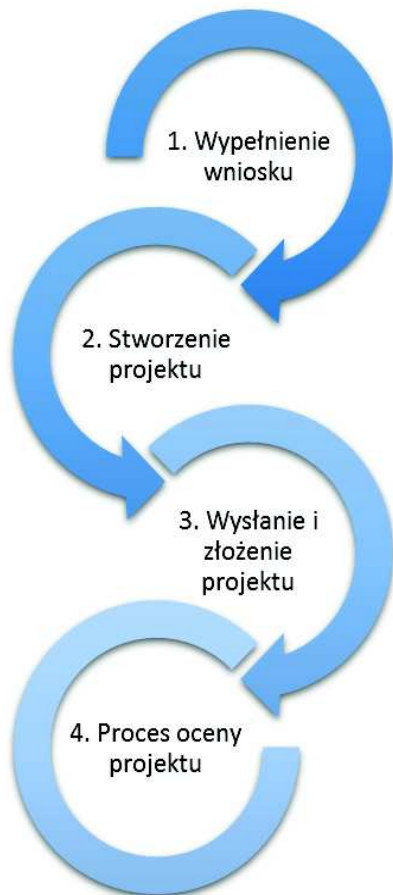 1. Wypełnienie
wniosku
2. Stworzenie
projektu
3. Wysłanie i
złożenie
projektu
4. Proces oceny
projektu